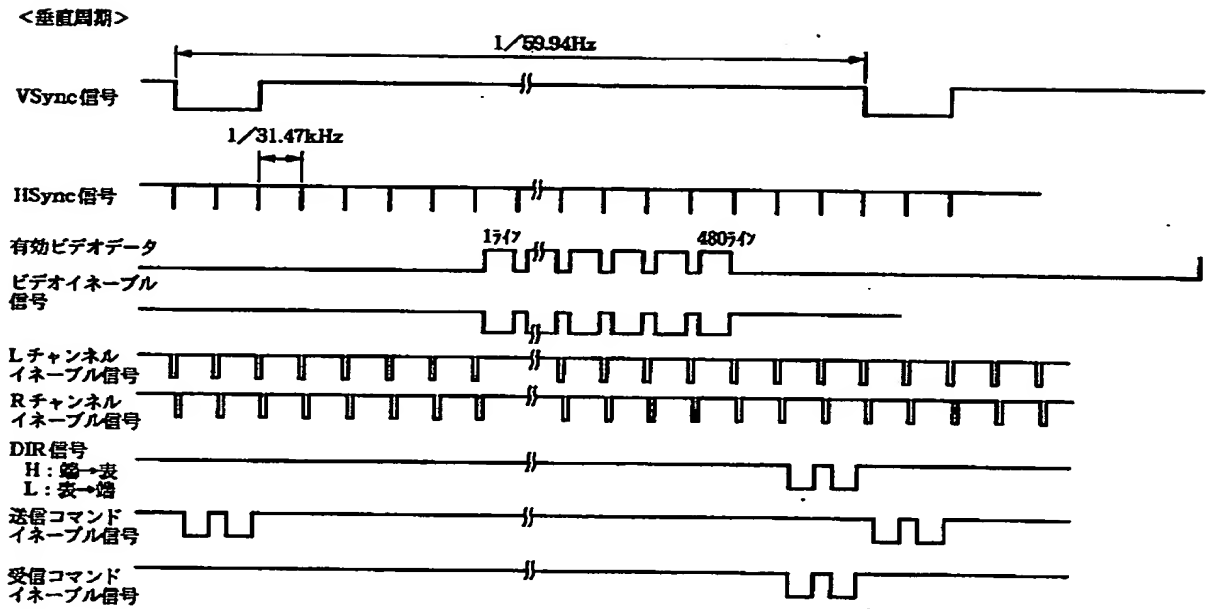 <垂直周期>
1/59.94Hz
VSync信号
1/31.47kHz
HSync信号
1ライン
480ライン
有効ビデオデータ
ビデオイネーブル
信号
Lチャンネル
イネーブル信号
Rチャンネル
イネーブル信号
DIR信号
H:端→表
L:表→端
送信コマンド
イネーブル信号
受信コマンド
イネーブル信号